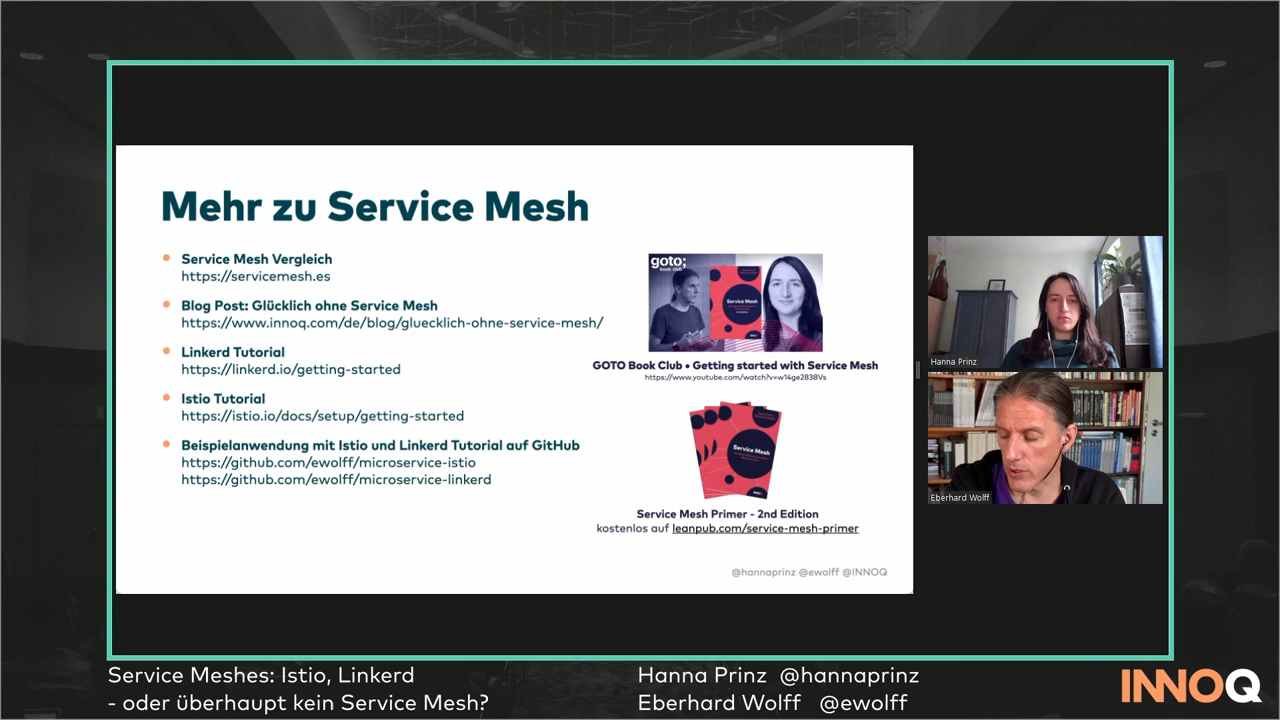 Mehr zu Service Mesh
Service Mesh Vergleich
https://servicemesh.es
Blog Post: Glücklich ohne Service Mesh
https://www.innoq.com/de/blog/gluecklich-ohne-service-mesh/
Linkerd Tutorial
https://linkerd.io/getting-started
Istio Tutorial
https://istio.io/docs/setup/getting-started
Beispielanwendung mit Istio und Linkerd Tutorial auf GitHub
https://github.com/ewolff/microservice-istio
https://github.com/ewolff/microservice-linkerd
goto;
book club
Service Mesh
GOTO Book Club • Getting started with Service Mesh
https://www.youtube.com/watch?v=w14ge2838Vs
Service Mesh
Service Mesh Primer - 2nd Edition
kostenlos auf leanpub.com/service-mesh-primer
@hannaprinz @ewolff @INNOQ
Hanna Prinz
Eberhard Wolff
Service Meshes: Istio, Linkerd
- oder überhaupt kein Service Mesh?
Hanna Prinz @hannaprinz
Eberhard Wolff @ewolff
INNOQ